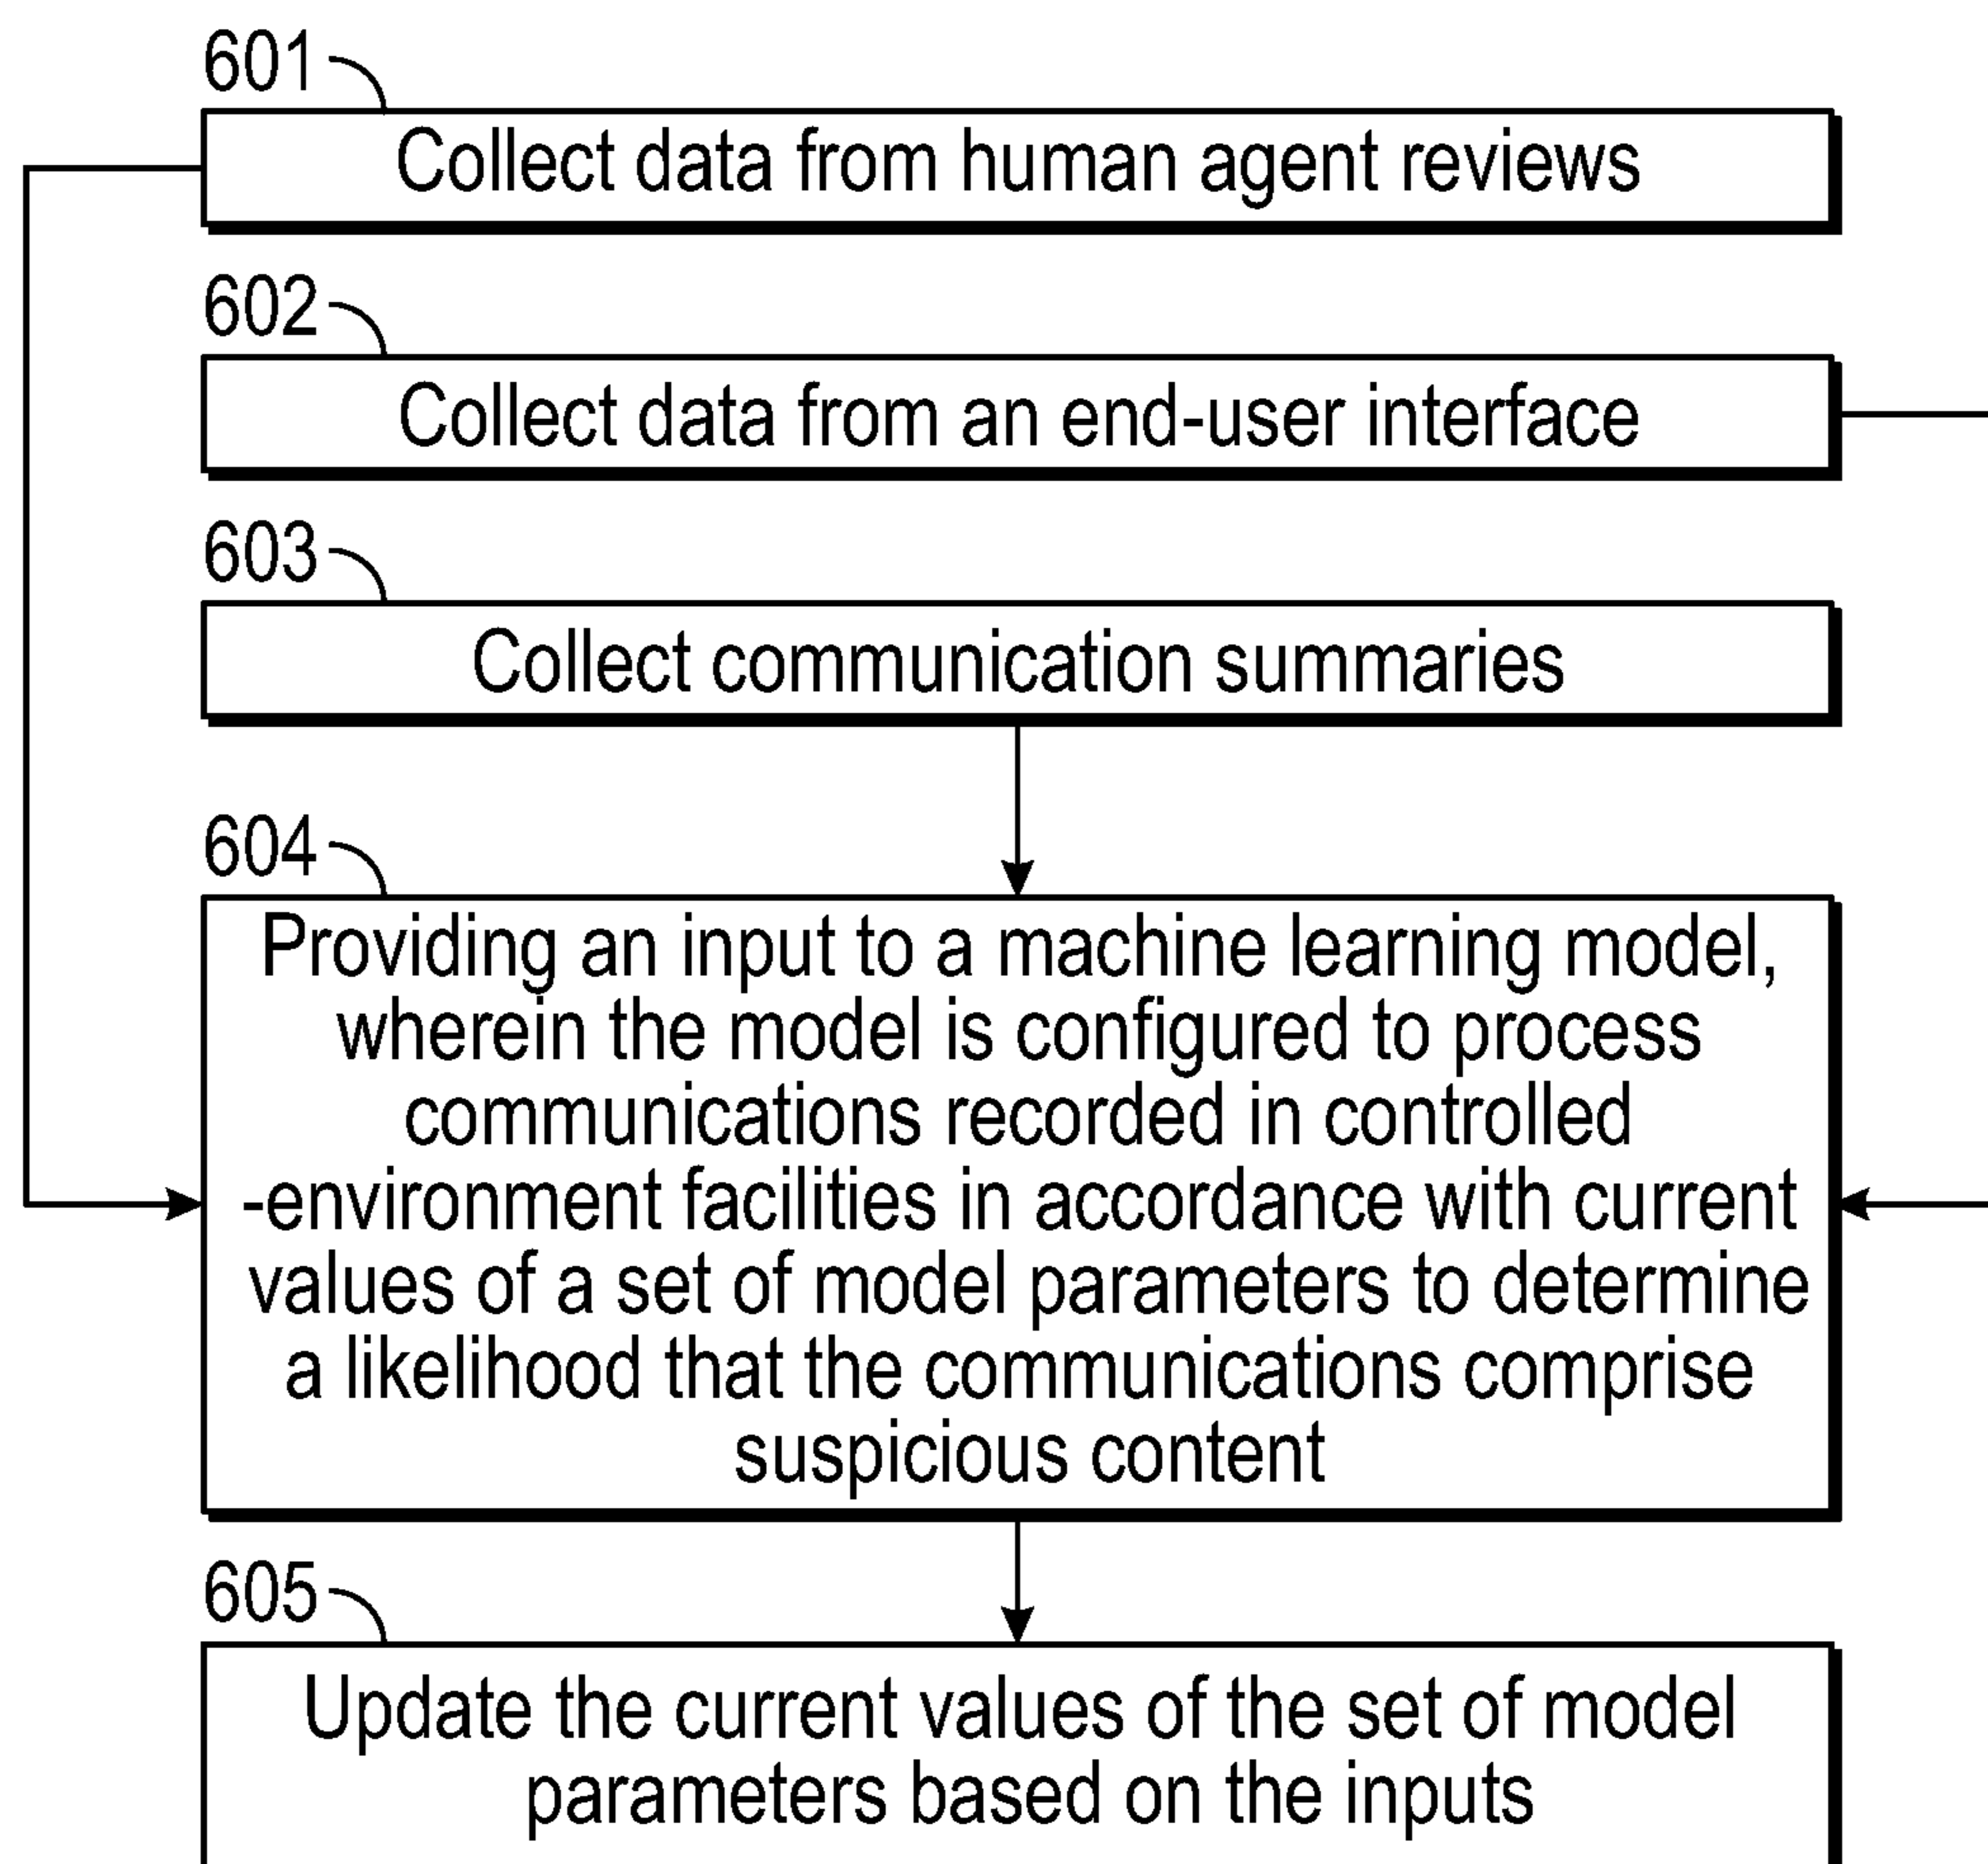 601
Collect data from human agent reviews
602
Collect data from an end-user interface
603
Collect communication summaries
604
Providing an input to a machine learning model,
wherein the model is configured to process
communications recorded in controlled
-environment facilities in accordance with current
values of a set of model parameters to determine
a likelihood that the communications comprise
suspicious content
605
Update the current values of the set of model
parameters based on the inputs